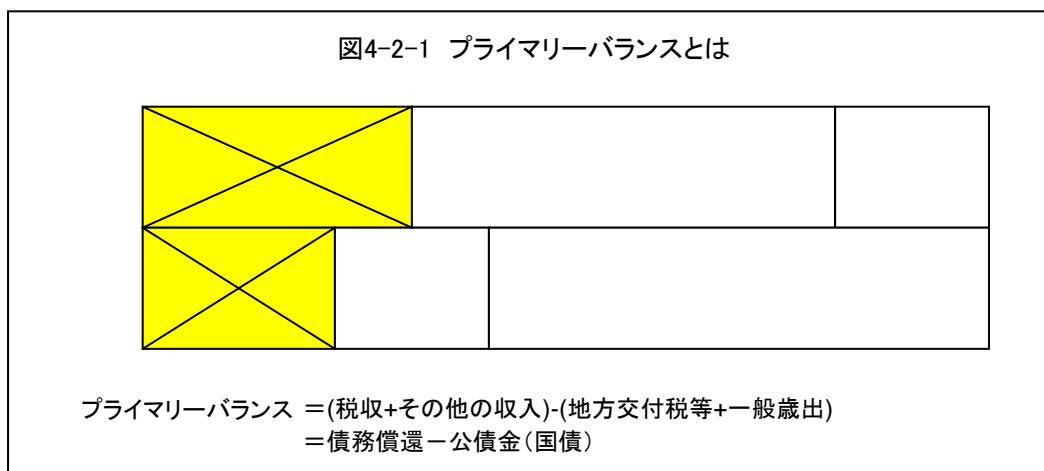 図4-2-1 プライマリーバランスとは
プライマリーバランス ＝(税収+その他の収入)-(地方交付税等+一般歳出)
＝債務償還－公債金(国債)